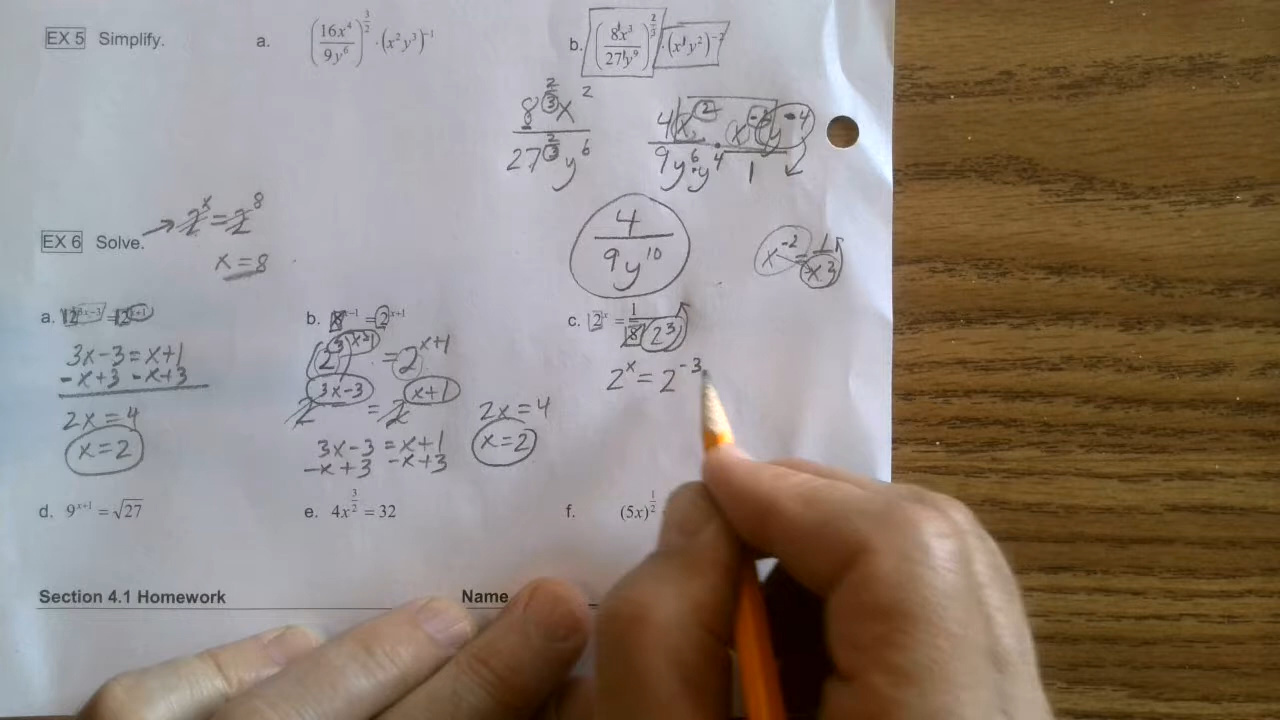 EX 5 Simplify.
a. (16x⁴/9y⁶)^(3/2) · (x²y³)⁻¹
b. (8x³/27y⁹)^(2/3) · (x y²)⁻²
8^(2/3) x² / 27^(2/3) y⁶
4x² / 9y⁶·y⁴ · x⁻² y⁻⁴ / 1
4 / 9y¹⁰
x⁻² = 1/x²
EX 6 Solve.
→ 2ˣ = 2⁸
x = 8
a. 12^(3x-3) = 12^(x+1)
3x-3 = x+1
-x+3 -x+3
2x = 4
x = 2
b. 8^(x-1) = 2^(x+1)
(2³)^(x-1) = 2^(x+1)
2^(3x-3) = 2^(x+1)
3x-3 = x+1
-x+3 -x+3
2x = 4
x = 2
c. 2ˣ = 1/8 2³
2ˣ = 2⁻³
d. 9^(x+1) = √27
e. 4x^(3/2) = 32
f. (5x)^(1/2)
Section 4.1 Homework Name